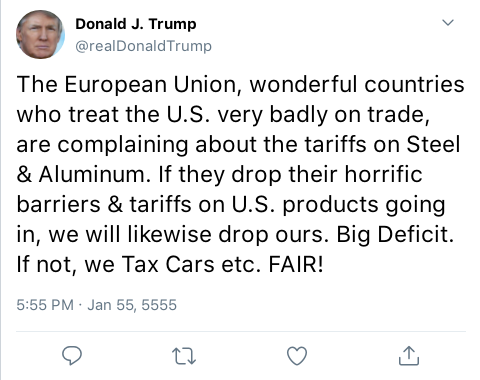 Donald J. Trump
@realDonaldTrump
The European Union, wonderful countries
who treat the U.S. very badly on trade,
are complaining about the tariffs on Steel
& Aluminum. If they drop their horrific
barriers & tariffs on U.S. products going
in, we will likewise drop ours. Big Deficit.
If not, we Tax Cars etc. FAIR!
5:55 PM · Jan 55, 5555